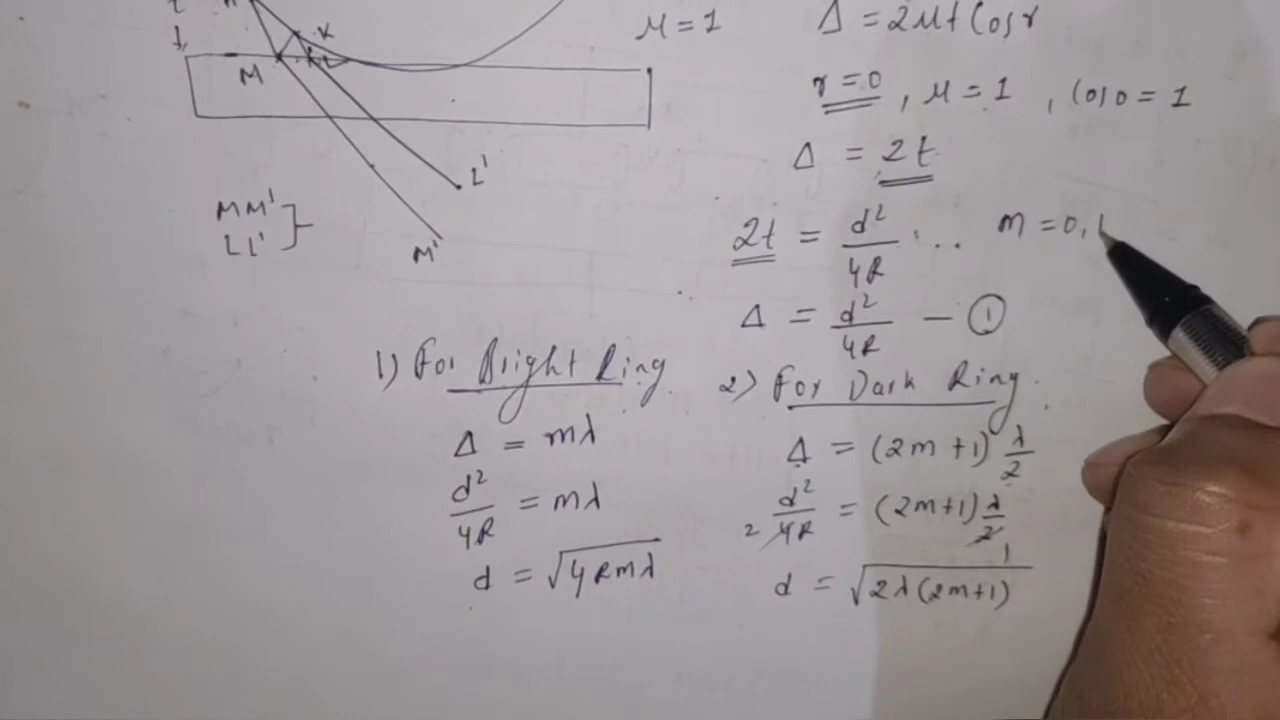 μ = 1
Δ = 2μt Cos r
r = 0 , μ = 1 , Cos 0 = 1
Δ = 2t
K
M
L
L'
M'
MM'
LL'
2t = d²/4R ... m = 0, 1
Δ = d²/4R — ①
1) For Bright Ring
Δ = mλ
d²/4R = mλ
d = √4Rmλ
2) For Dark Ring.
Δ = (2m+1) λ/2
2 d²/4R = (2m+1) λ/2 1
d = √2λ(2m+1)